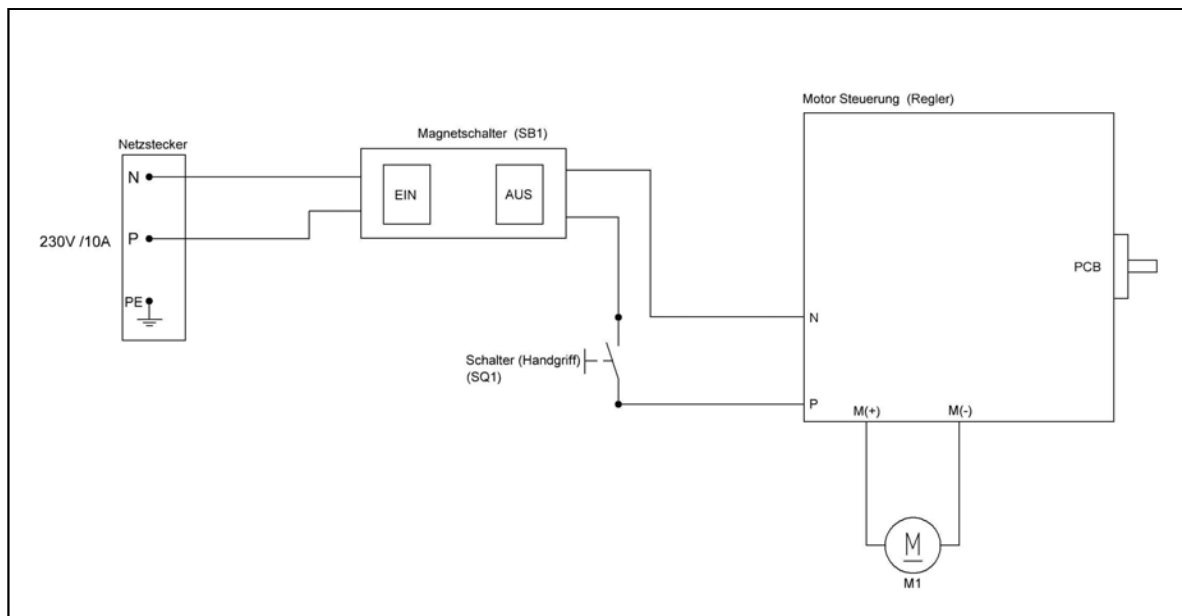 Motor Steuerung (Regler)
Magnetschalter (SB1)
Netzstecker
N
EIN
AUS
230V /10A
P
PCB
PE
N
Schalter (Handgriff)
(SQ1)
P
M(+)
M(-)
M
M1